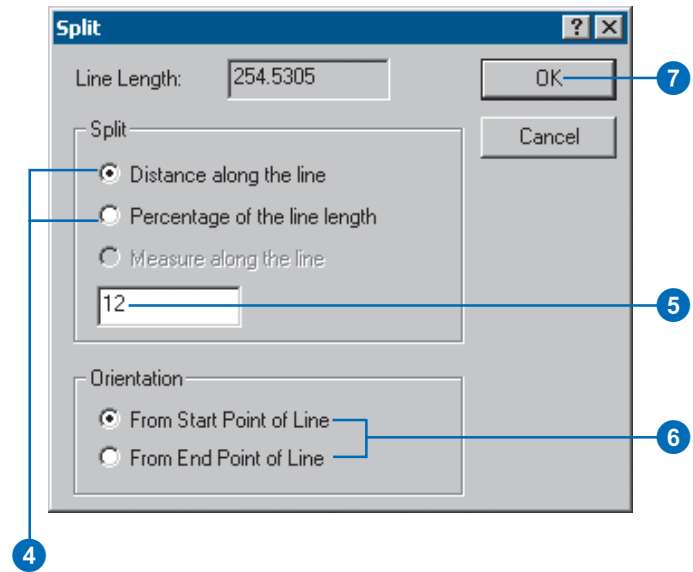 Split
Line Length: 254.5305
OK
7
Split
Cancel
Distance along the line
Percentage of the line length
Measure along the line
12
5
Orientation
From Start Point of Line
6
From End Point of Line
4